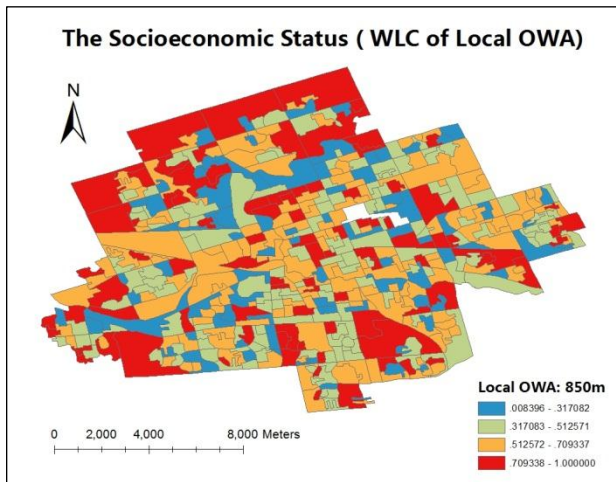 The Socioeconomic Status ( WLC of Local OWA)
N
Local OWA: 850m
.008396 - .317082
.317083 - .512571
.512572 - .709337
.709338 - 1.000000
0 2,000 4,000 8,000 Meters